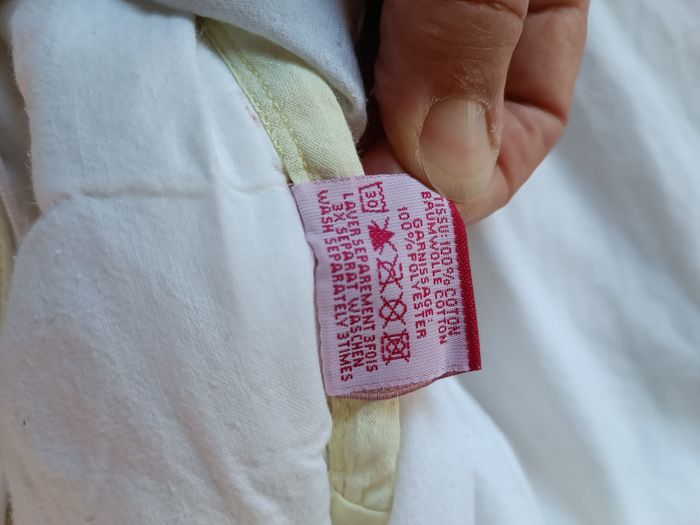 TISSU: 100% COTON
BAUMWOLLE COTTON
GARNISSAGE:
100% POLYESTER
30
LAVER SEPAREMENT 3FOIS
3X SEPARAT WASCHEN
WASH SEPARATELY 3TIMES